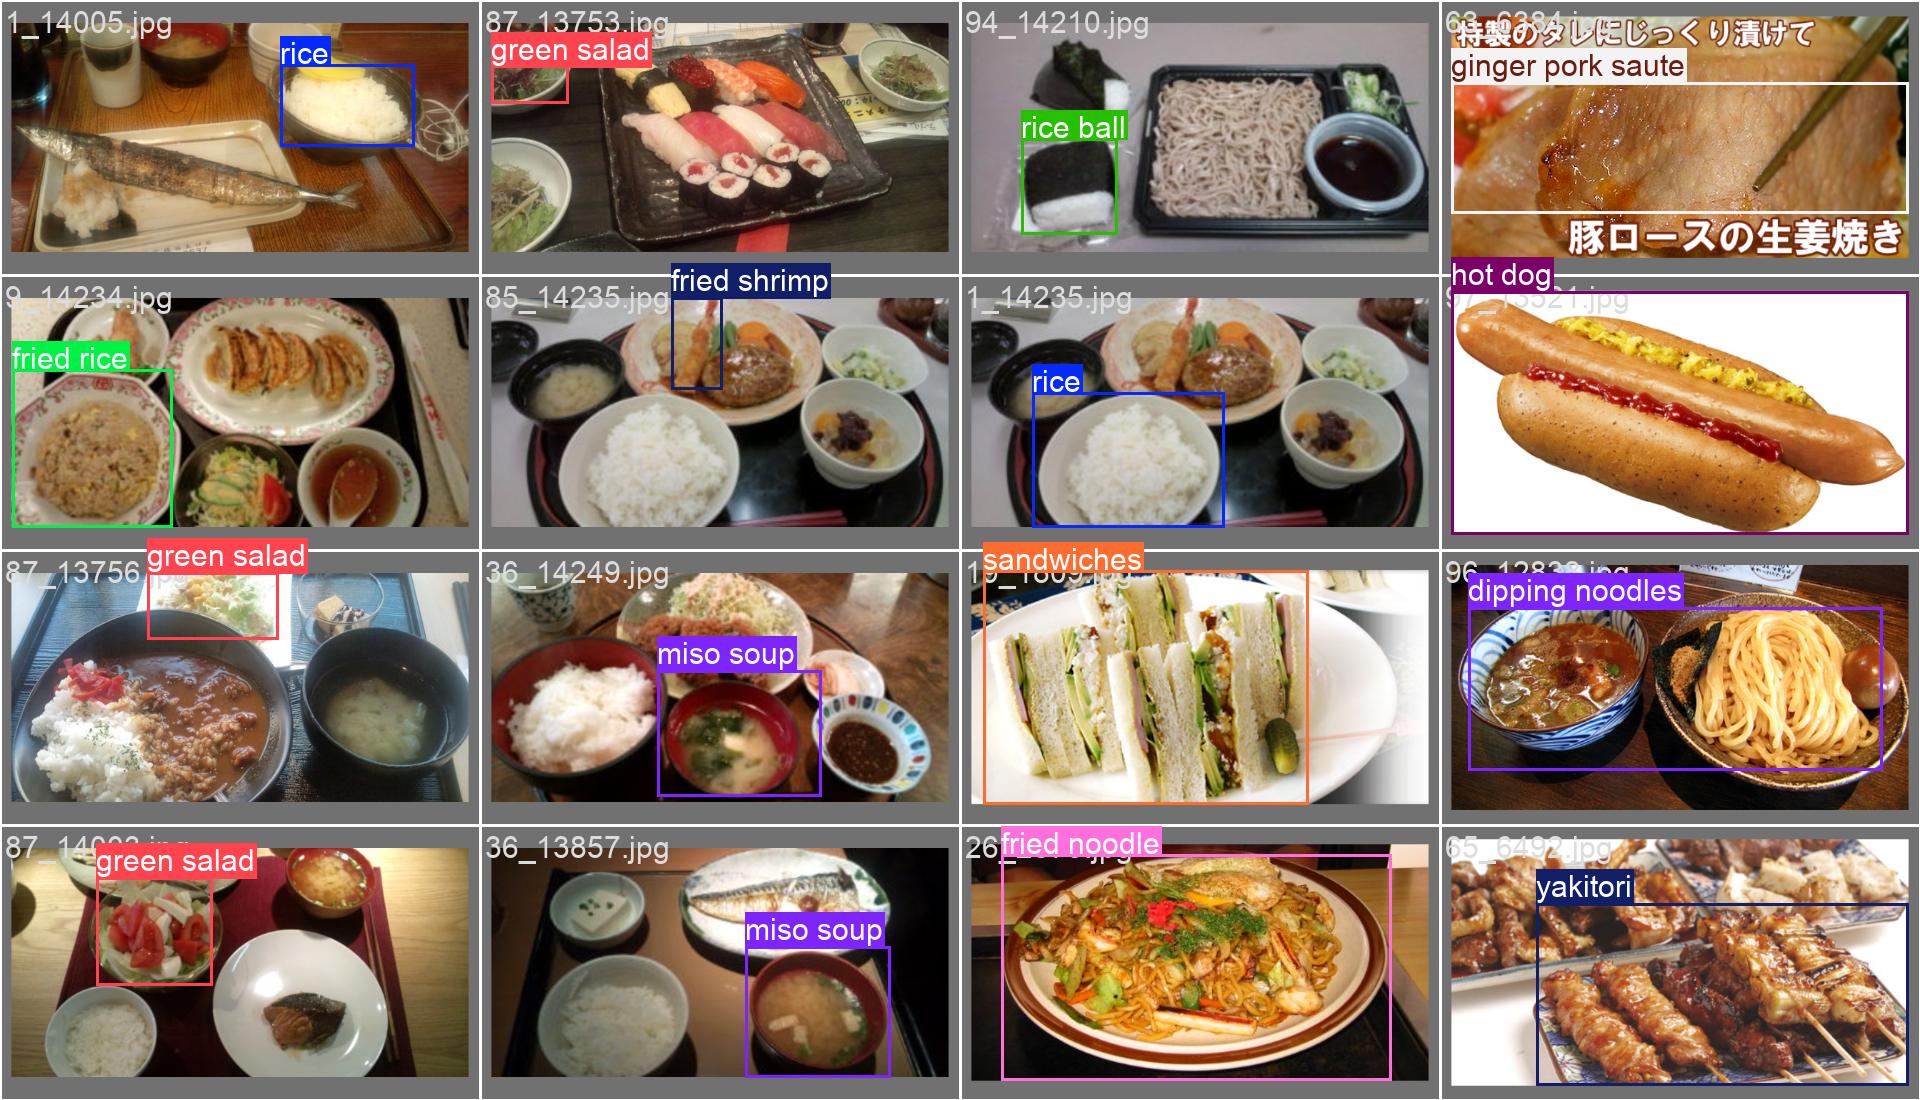 1_14005.jpg
rice
87_13753.jpg
green salad
94_14210.jpg
rice ball
特製のタレにじっくり漬けて
ginger pork saute
豚ロースの生姜焼き
9_14234.jpg
fried rice
85_14235.jpg
fried shrimp
1_14235.jpg
rice
hot dog
87_13756
green salad
36_14249.jpg
miso soup
sandwiches
dipping noodles
green salad
36_13857.jpg
miso soup
fried noodle
65_6492.jpg
yakitori